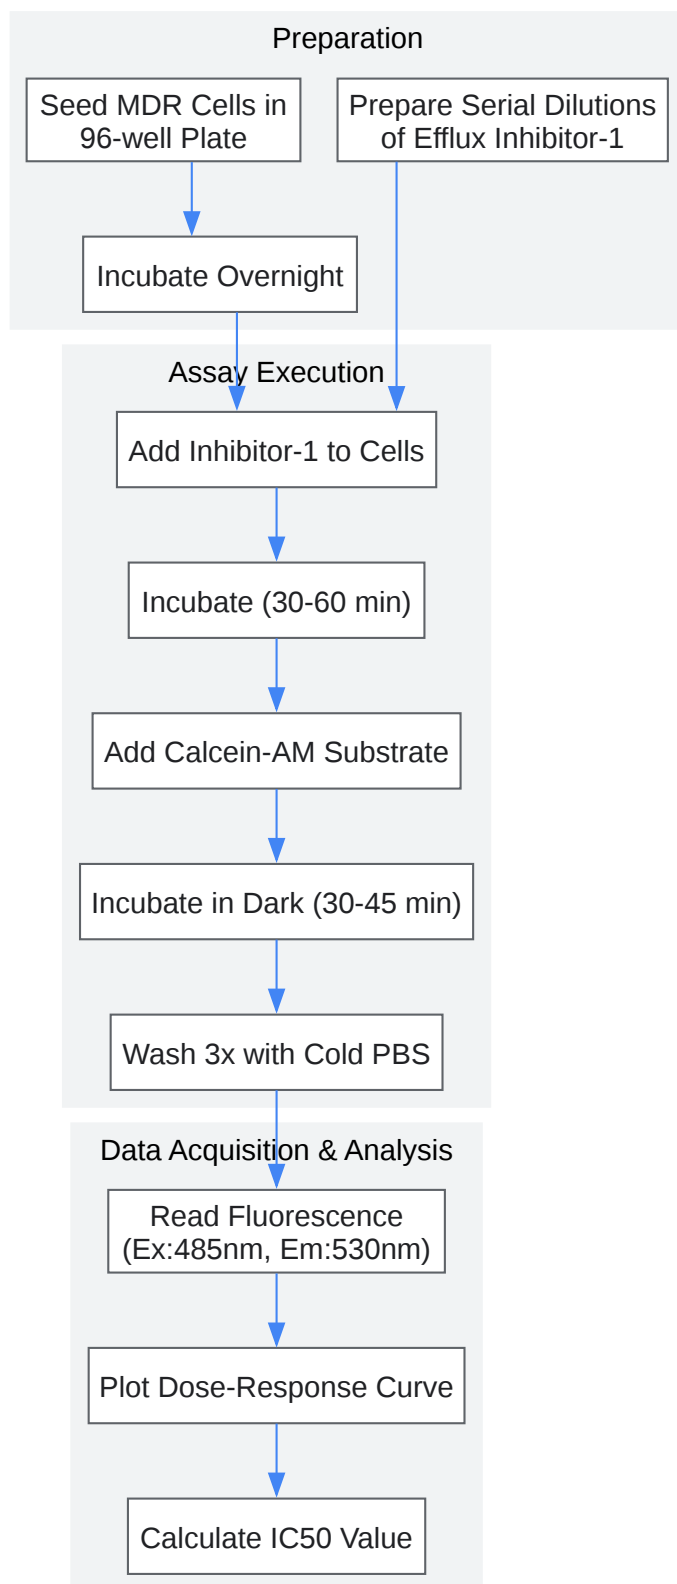 Preparation
Seed MDR Cells in
96-well Plate
Prepare Serial Dilutions
of Efflux Inhibitor-1
Incubate Overnight
Assay Execution
Add Inhibitor-1 to Cells
Incubate (30-60 min)
Add Calcein-AM Substrate
Incubate in Dark (30-45 min)
Wash 3x with Cold PBS
Data Acquisition & Analysis
Read Fluorescence
(Ex:485nm, Em:530nm)
Plot Dose-Response Curve
Calculate IC50 Value